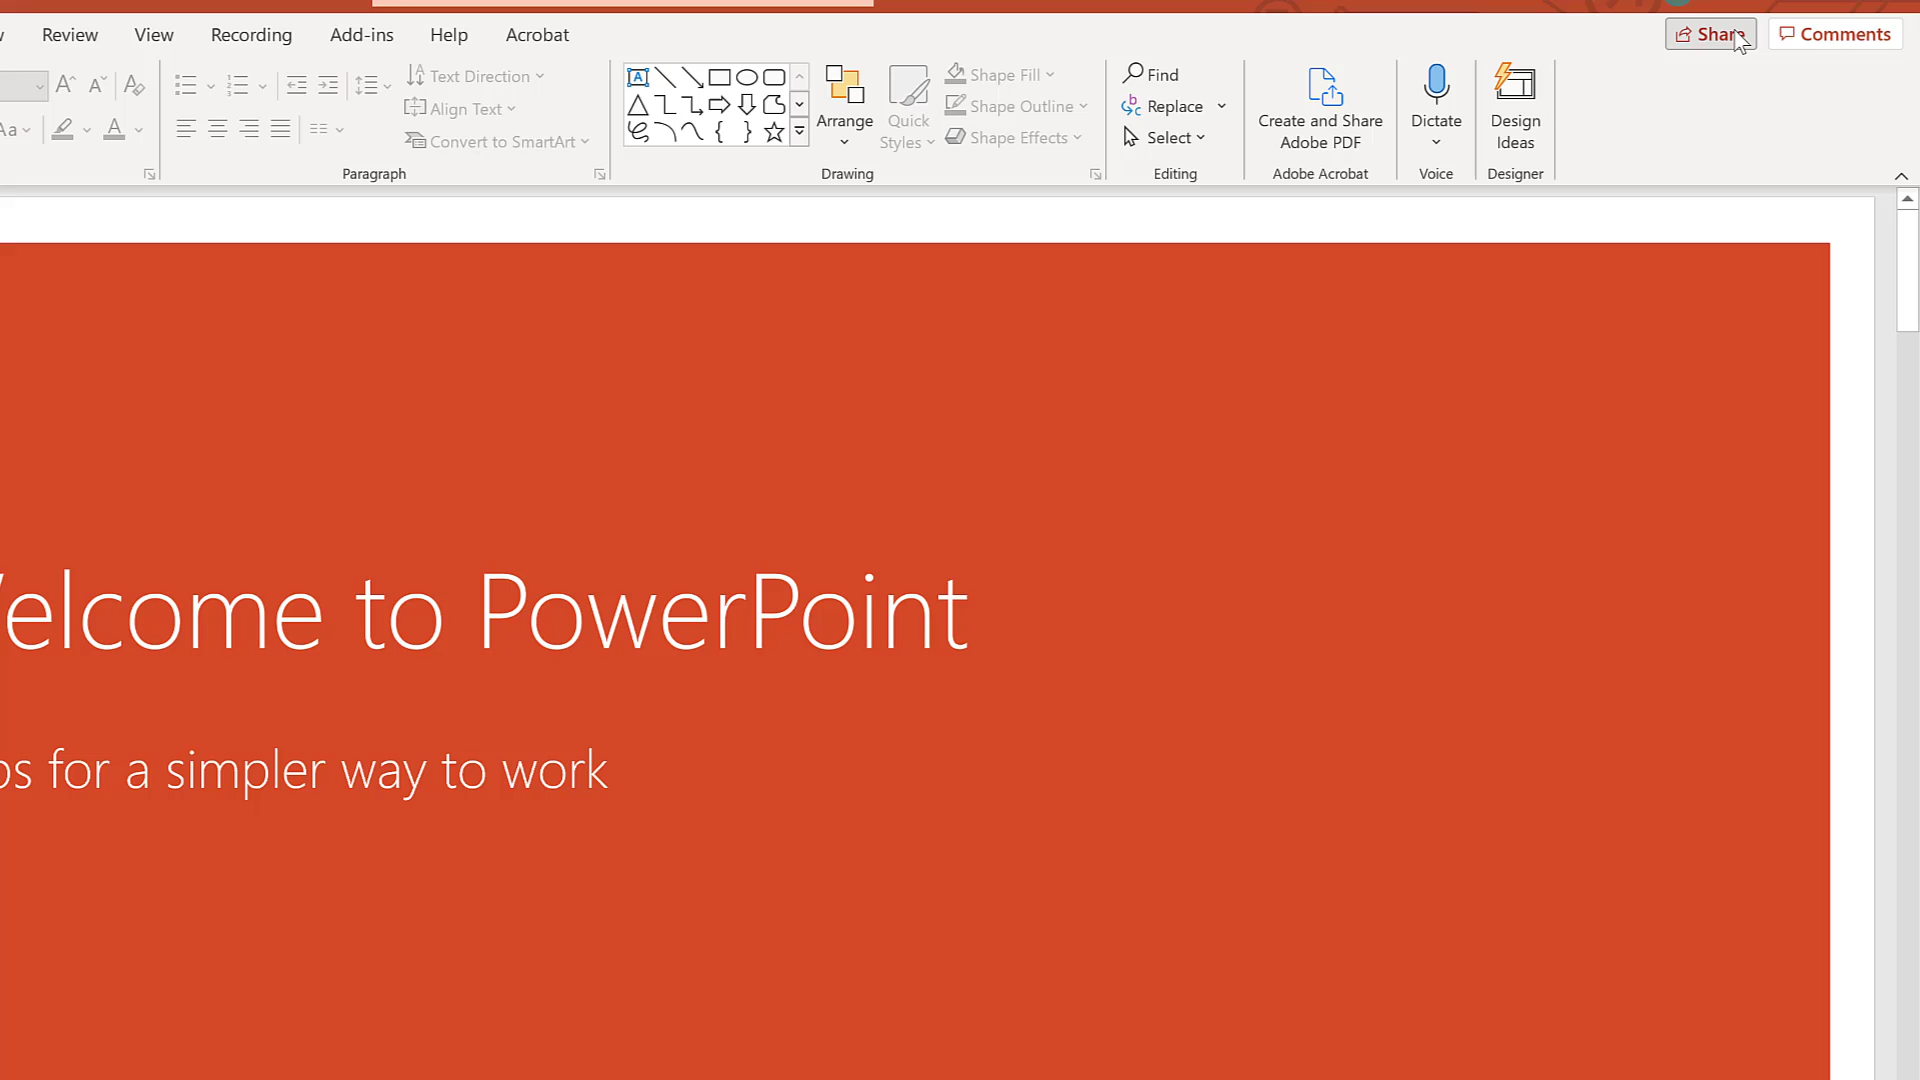 Review View Recording Add-ins Help Acrobat Share Comments
Text Direction
Align Text
Convert to SmartArt
Aa
A
Paragraph
Arrange
Quick
Styles
Shape Fill
Shape Outline
Shape Effects
Drawing
Find
Replace
Select
Editing
Create and Share
Adobe PDF
Adobe Acrobat
Dictate
Voice
Design
Ideas
Designer
elcome to PowerPoint
ps for a simpler way to work